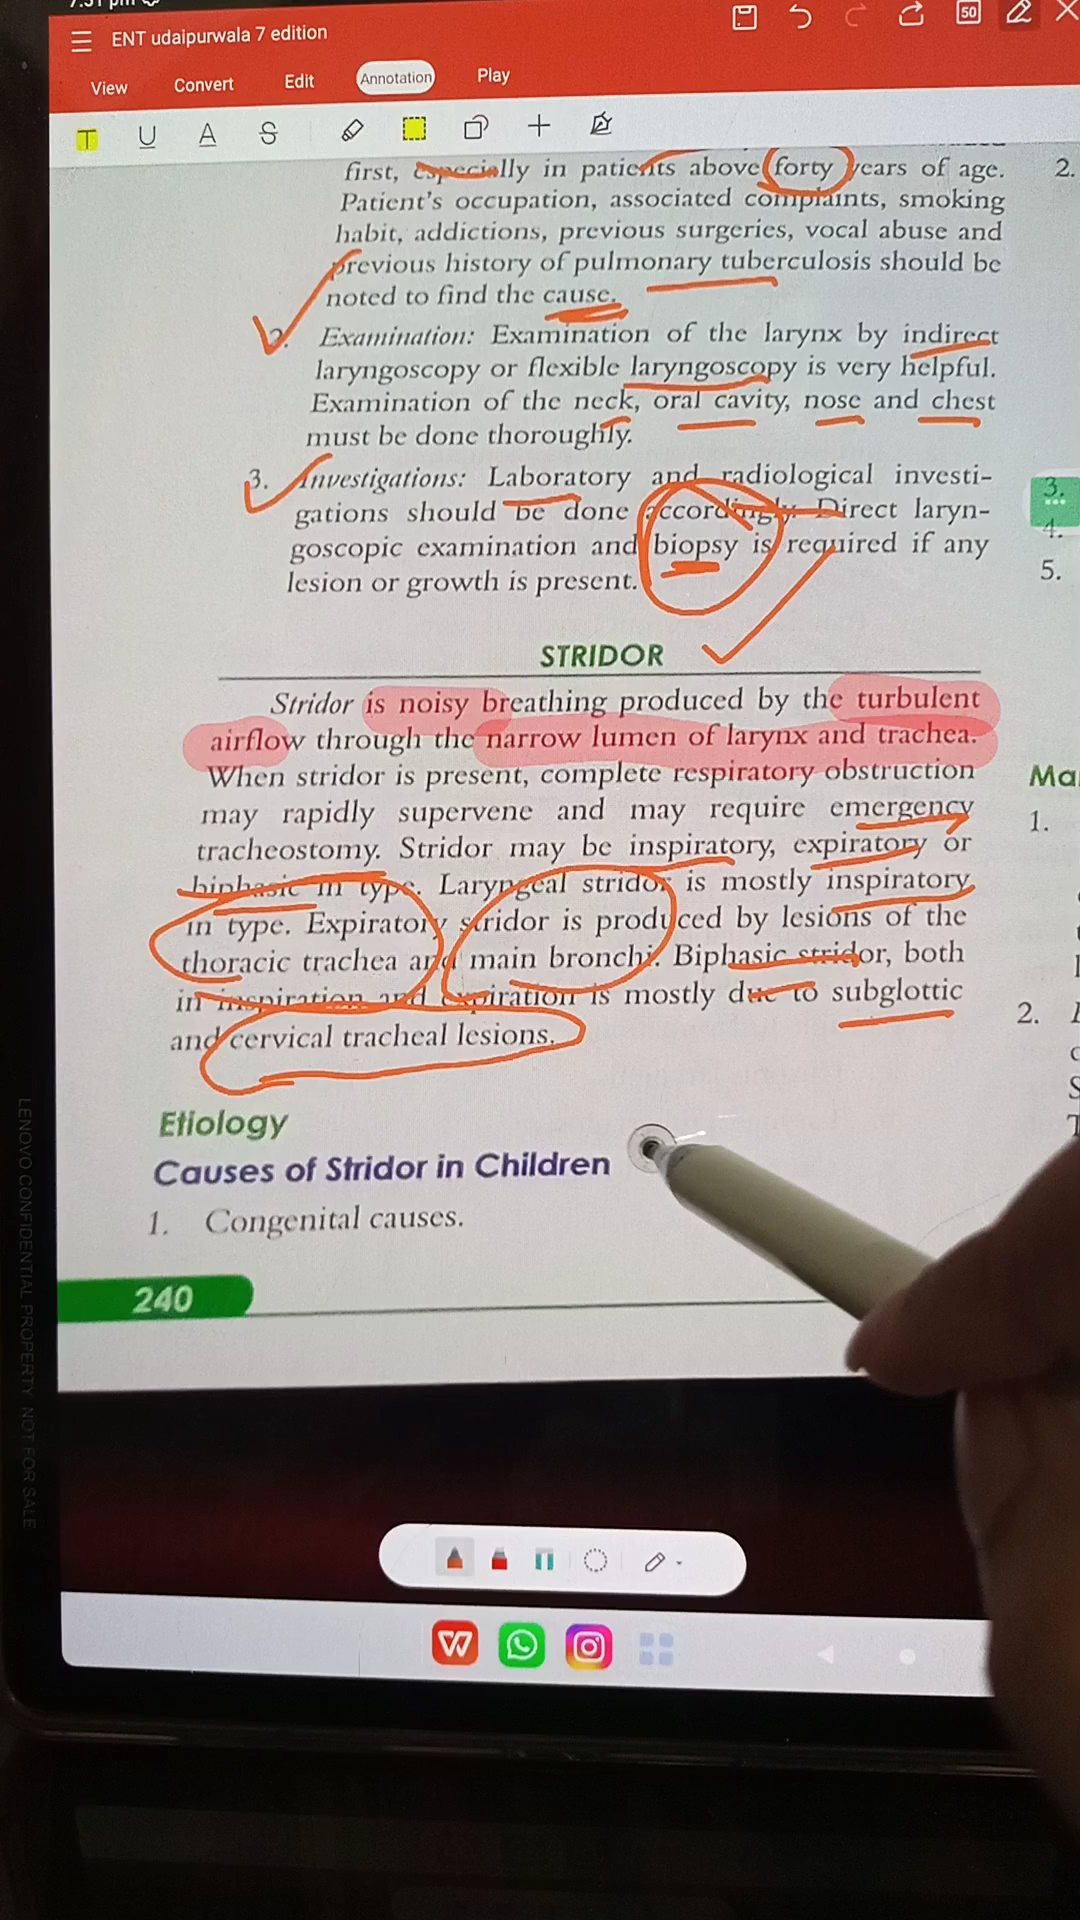 ENT udaipurwala 7 edition
50
View Convert Edit Annotation Play
T U A S
first, especially in patients above forty years of age.
Patient's occupation, associated complaints, smoking
habit, addictions, previous surgeries, vocal abuse and
previous history of pulmonary tuberculosis should be
noted to find the cause.
2. Examination: Examination of the larynx by indirect
laryngoscopy or flexible laryngoscopy is very helpful.
Examination of the neck, oral cavity, nose and chest
must be done thoroughly.
3. Investigations: Laboratory and radiological investi-
gations should be done accordingly. Direct laryn-
goscopic examination and biopsy is required if any
lesion or growth is present.
STRIDOR
Stridor is noisy breathing produced by the turbulent
airflow through the narrow lumen of larynx and trachea.
When stridor is present, complete respiratory obstruction
may rapidly supervene and may require emergency
tracheostomy. Stridor may be inspiratory, expiratory or
biphasic in type. Laryngeal stridor is mostly inspiratory
in type. Expiratory stridor is produced by lesions of the
thoracic trachea and main bronchi. Biphasic stridor, both
in inspiration and expiration is mostly due to subglottic
and cervical tracheal lesions.
Etiology
Causes of Stridor in Children
1. Congenital causes.
240
2.
3.
4.
5.
Ma
1.
2.
LENOVO CONFIDENTIAL PROPERTY NOT FOR SALE